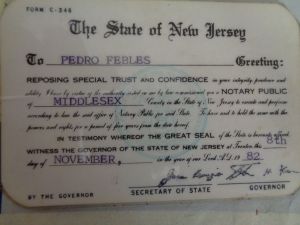 FORM C-246
The State of New Jersey
To PEDRO FEBLES Greeting:
REPOSING SPECIAL TRUST AND CONFIDENCE in your integrity, prudence and
ability, I have by virtue of the authority vested in me by law commissioned you a NOTARY PUBLIC
of MIDDLESEX County in the State of New Jersey to execute and perform
according to law the said office of Notary Public for said State. To have and to hold the same with the
powers and rights for a period of five years from the date hereof.
IN TESTIMONY WHEREOF THE GREAT SEAL of the State is hereunto affixed.
WITNESS THE GOVERNOR OF THE STATE OF NEW JERSEY at Trenton this 8th
day of NOVEMBER, in the year of our Lord A.D. 19 82.
BY THE GOVERNOR SECRETARY OF STATE GOVERNOR